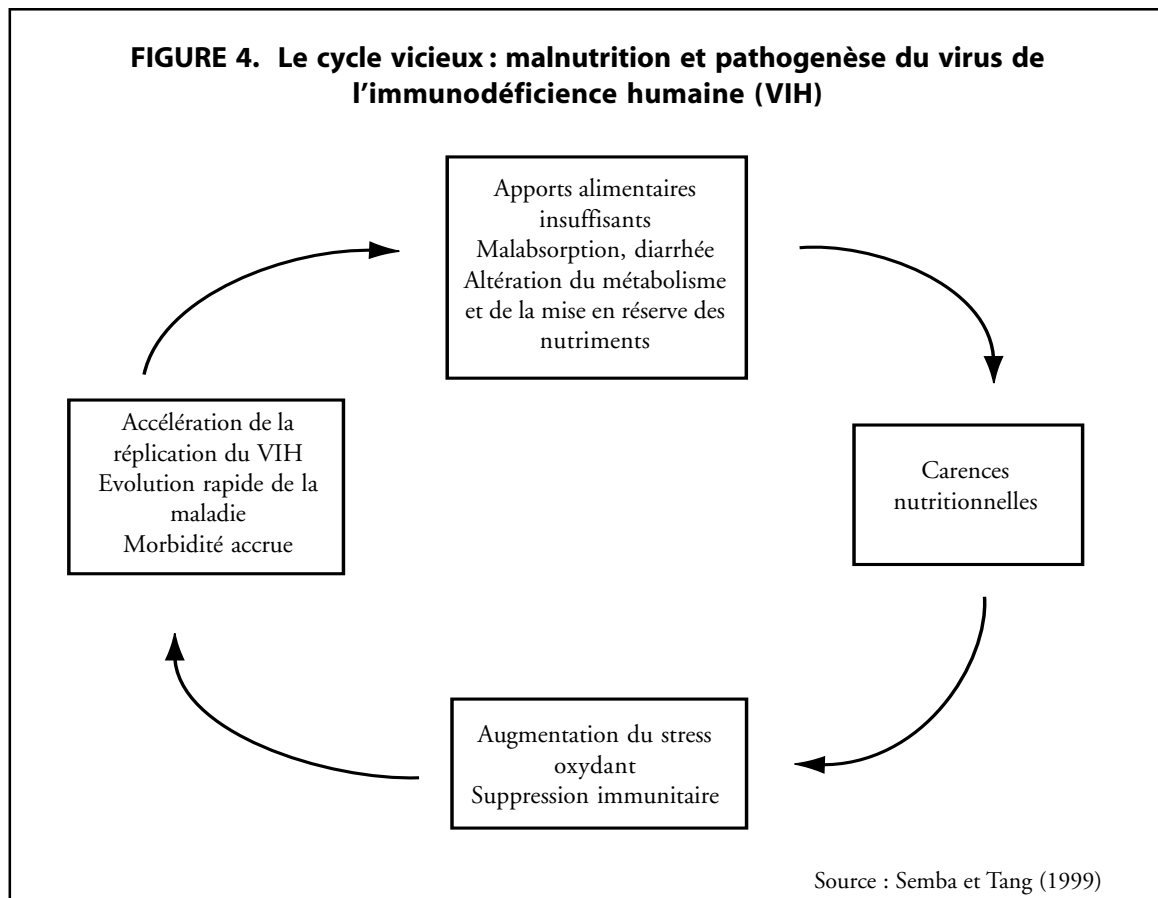 FIGURE 4. Le cycle vicieux : malnutrition et pathogenèse du virus de
l'immunodéficience humaine (VIH)
Apports alimentaires
insuffisants
Malabsorption, diarrhée
Altération du métabolisme
et de la mise en réserve des
nutriments
Carences
nutritionnelles
Augmentation du stress
oxydant
Suppression immunitaire
Accélération de la
réplication du VIH
Evolution rapide de la
maladie
Morbidité accrue
Source : Semba et Tang (1999)